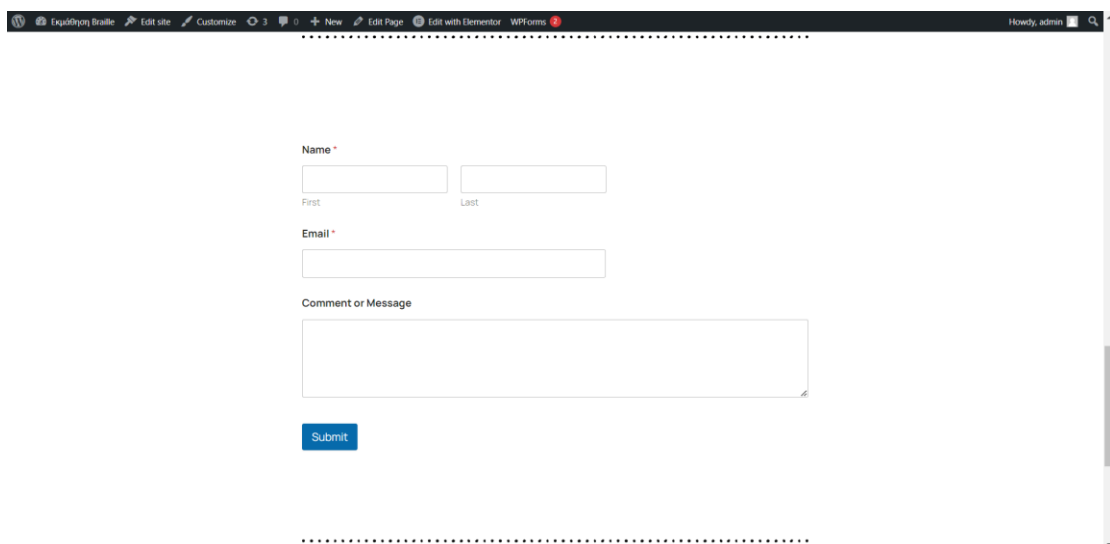 Εκμάθηση Braille Edit site Customize 3 0 New Edit Page Edit with Elementor WPForms 2 Howdy, admin
Name *
First Last
Email *
Comment or Message
Submit